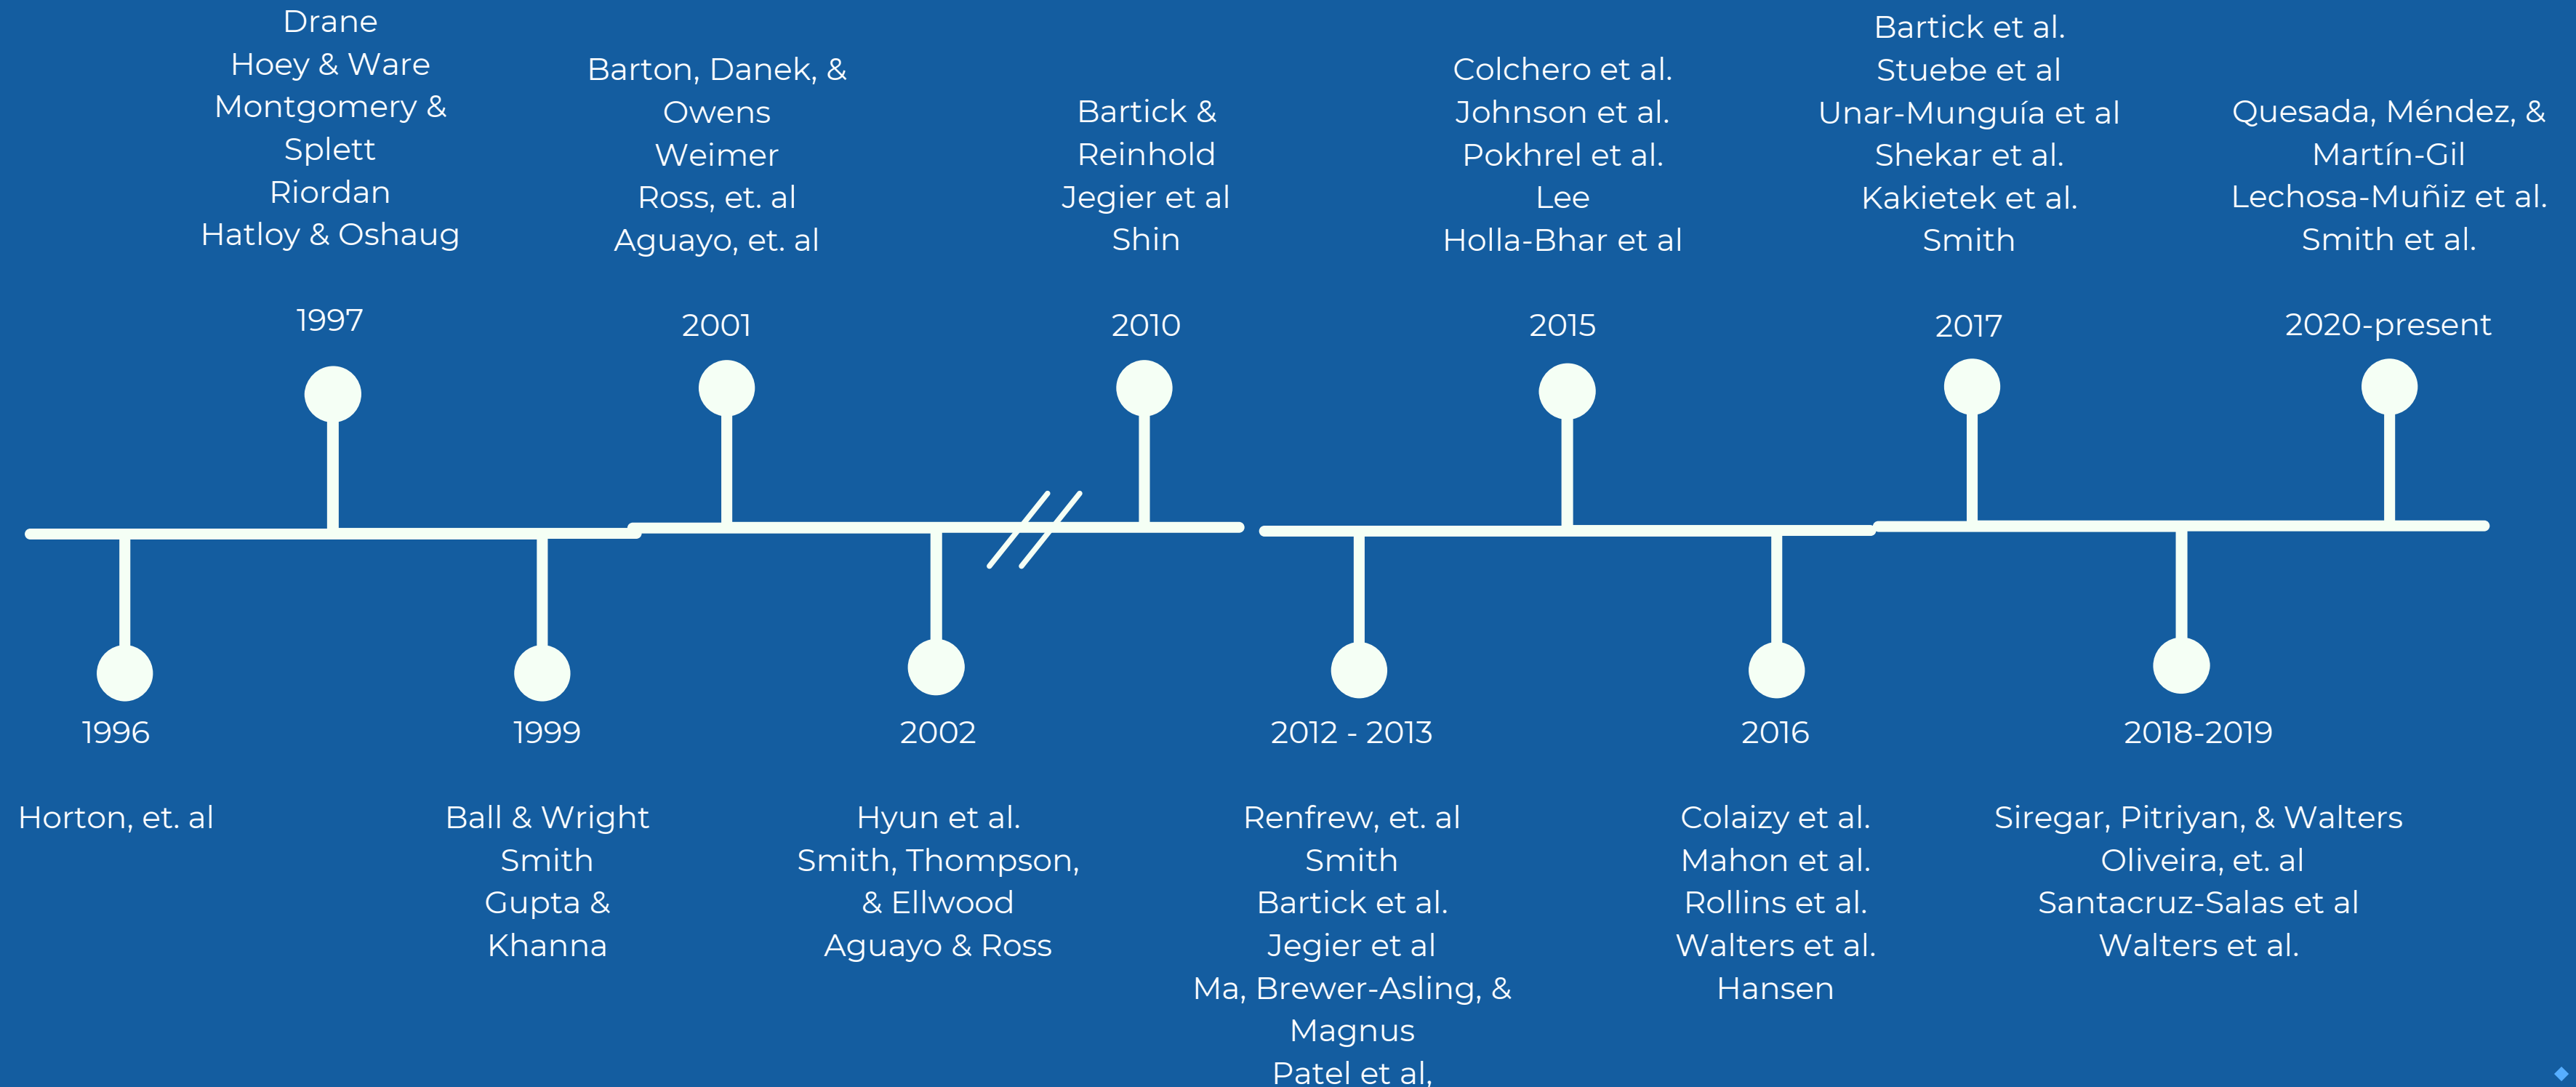 Drane
Hoey & Ware
Montgomery &
Splett
Riordan
Hatloy & Oshaug
1997
Barton, Danek, &
Owens
Weimer
Ross, et. al
Aguayo, et. al
2001
Bartick &
Reinhold
Jegier et al
Shin
2010
Colchero et al.
Johnson et al.
Pokhrel et al.
Lee
Holla-Bhar et al
2015
Bartick et al.
Stuebe et al
Unar-Munguía et al
Shekar et al.
Kakietek et al.
Smith
2017
Quesada, Méndez, &
Martín-Gil
Lechosa-Muñiz et al.
Smith et al.
2020-present
1996
Horton, et. al
1999
Ball & Wright
Smith
Gupta &
Khanna
2002
Hyun et al.
Smith, Thompson,
& Ellwood
Aguayo & Ross
2012 - 2013
Renfrew, et. al
Smith
Bartick et al.
Jegier et al
Ma, Brewer-Asling, &
Magnus
Patel et al,
2016
Colaizy et al.
Mahon et al.
Rollins et al.
Walters et al.
Hansen
2018-2019
Siregar, Pitriyan, & Walters
Oliveira, et. al
Santacruz-Salas et al
Walters et al.